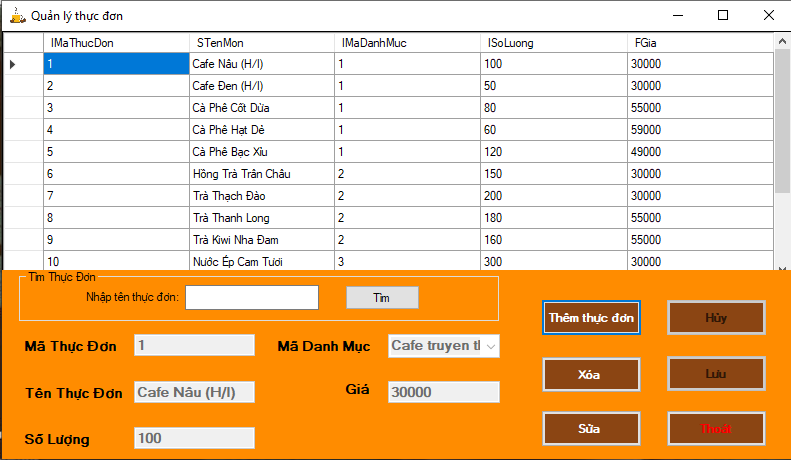 Quản lý thực đơn
IMaThucDon STenMon IMaDanhMuc ISoLuong FGia
1 Cafe Nâu (H/I) 1 100 30000
2 Cafe Đen (H/I) 1 50 30000
3 Cà Phê Cốt Dừa 1 80 55000
4 Cà Phê Hạt Dẻ 1 60 59000
5 Cà Phê Bạc Xỉu 1 120 49000
6 Hồng Trà Trân Châu 2 150 30000
7 Trà Thạch Đào 2 200 30000
8 Trà Thanh Long 2 180 55000
9 Trà Kiwi Nha Đam 2 160 55000
10 Nước Ép Cam Tươi 3 300 30000
Tìm Thực Đơn
Nhập tên thực đơn: Tìm
Thêm thực đơn Hủy
Mã Thực Đơn 1 Mã Danh Mục Cafe truyen th
Xóa Lưu
Tên Thực Đơn Cafe Nâu (H/I) Giá 30000
Sửa Thoát
Số Lượng 100